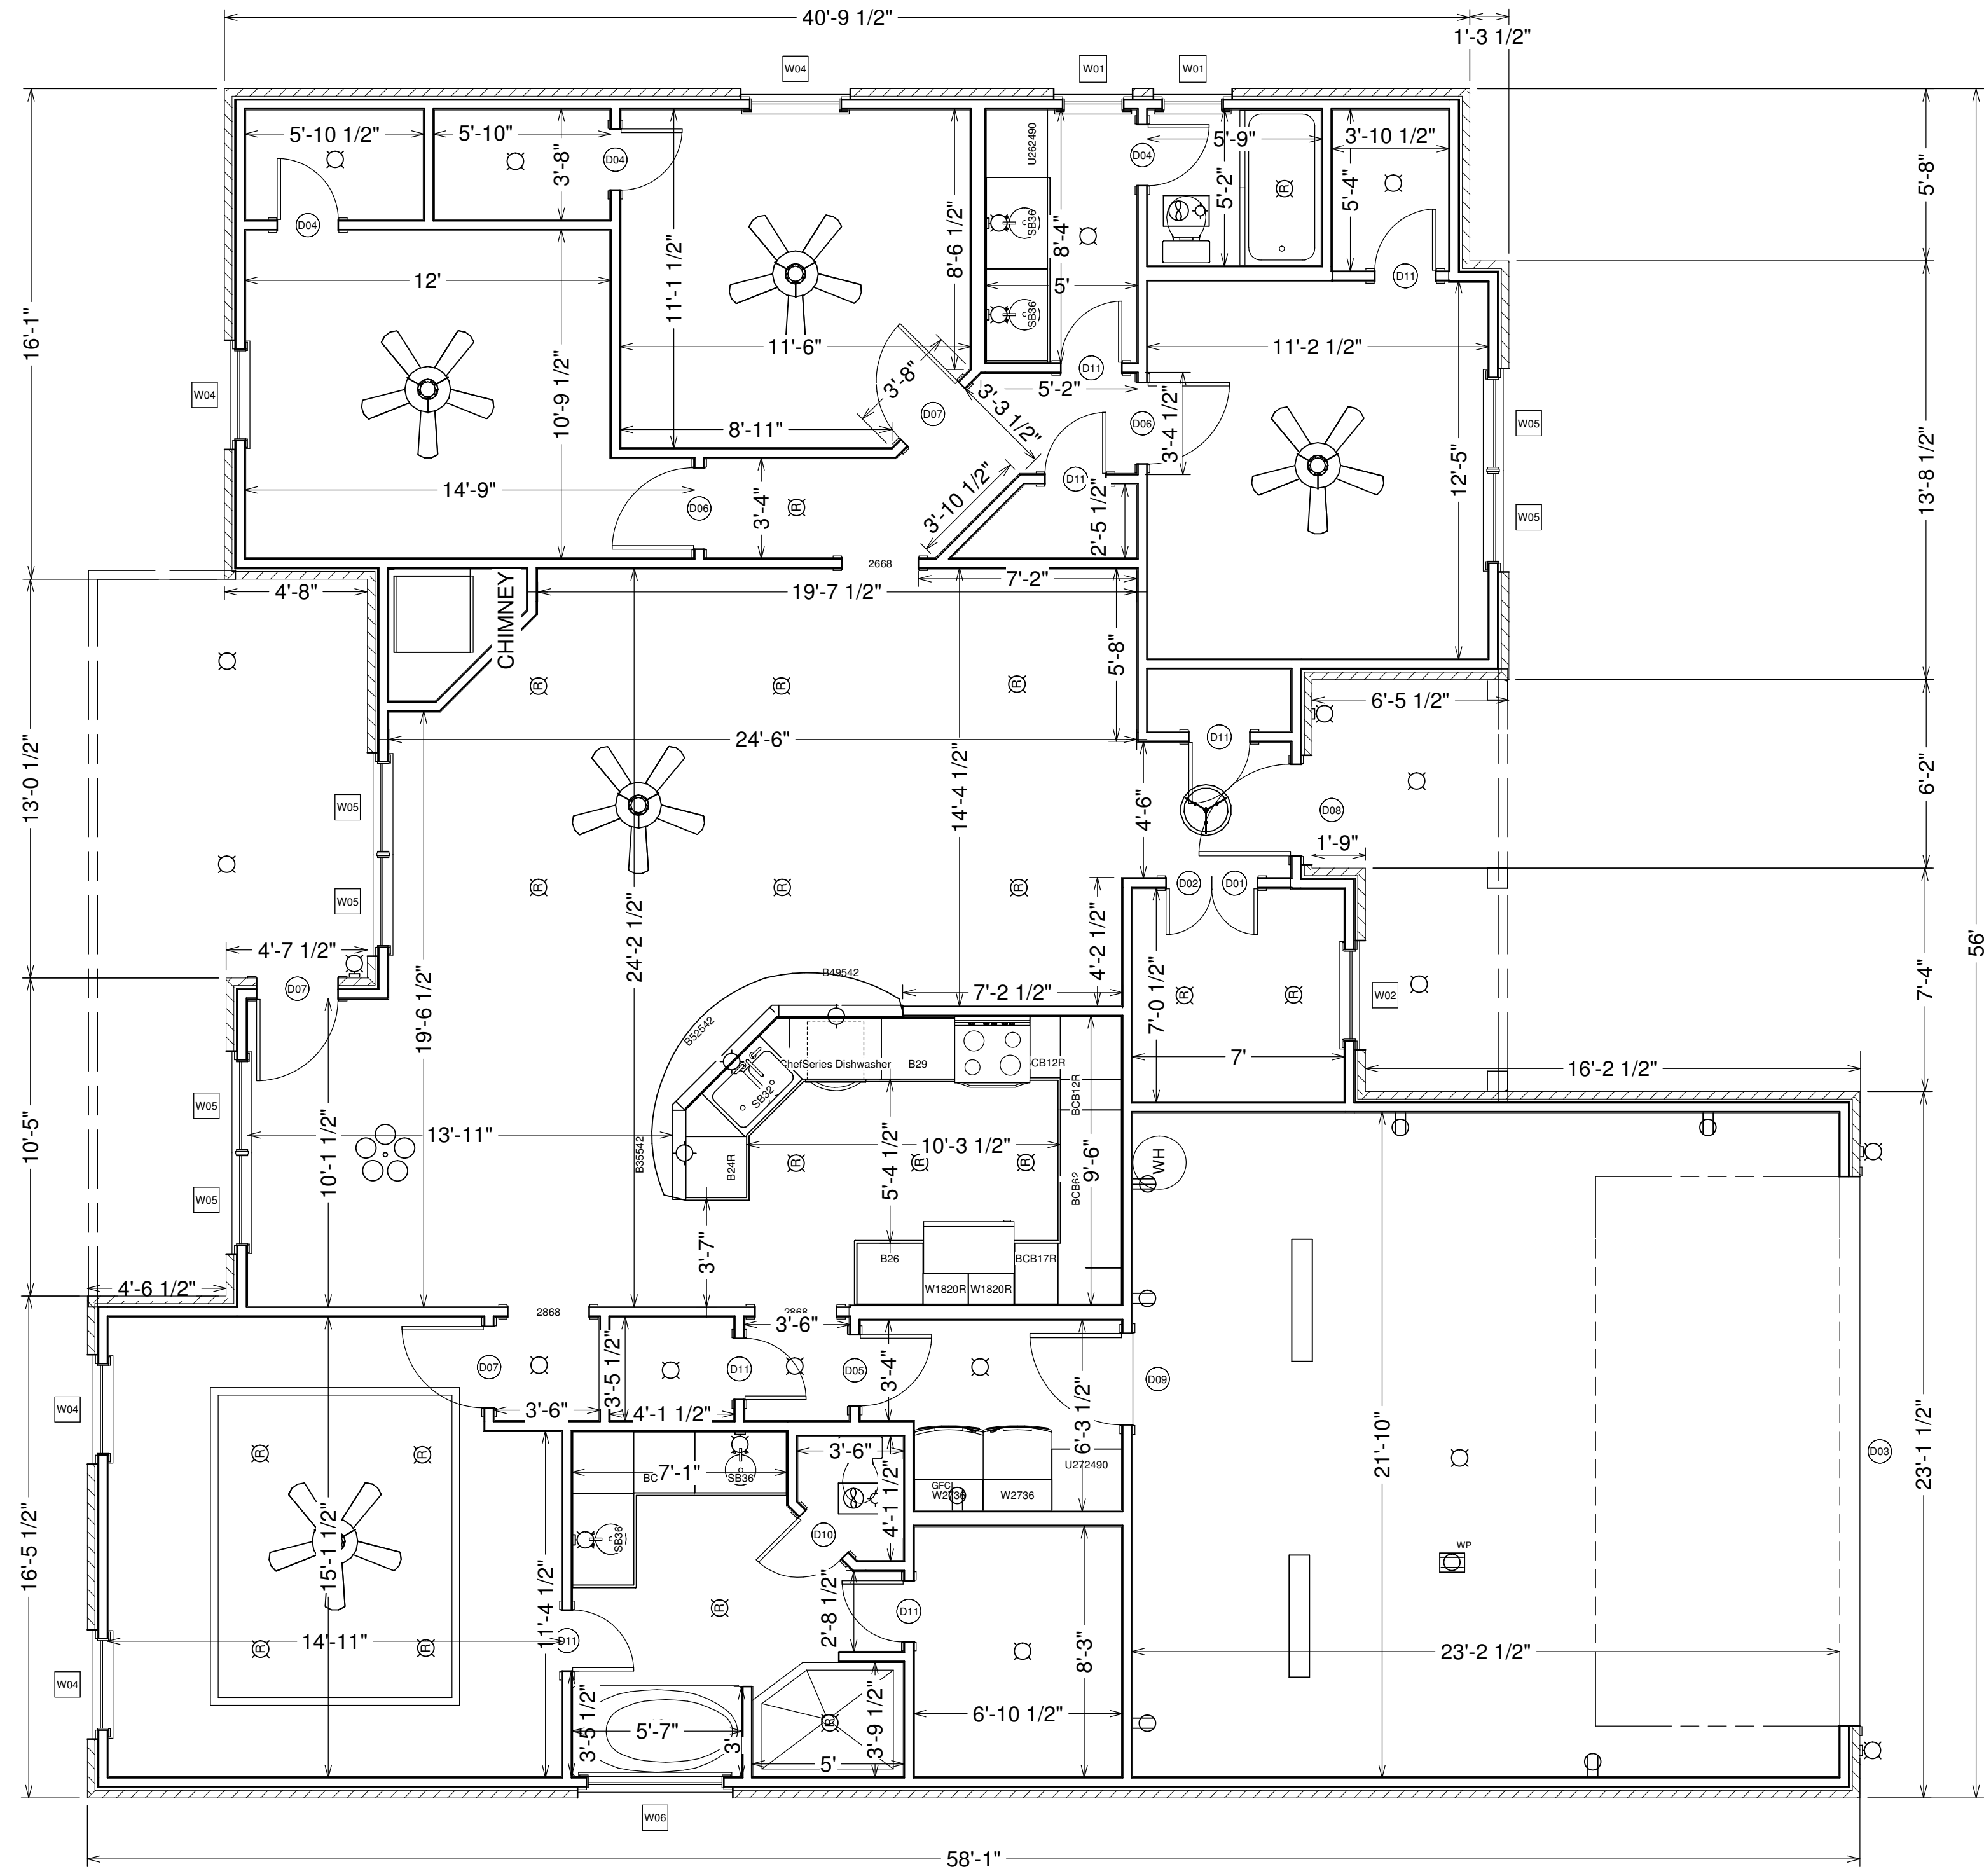 40'-9 1/2"
1'-3 1/2"
W04
W01
W01
5'-10 1/2"
5'-10"
3'-8"
D04
U262490
D04
5'-9"
3'-10 1/2"
5'-8"
5'-2"
5'-4"
R
D04
SB36
8'-6 1/2"
8'-4"
12'
11'-1 1/2"
5'
D11
16'-1"
SB36
11'-6"
11'-2 1/2"
D11
3'-8"
5'-2"
3'-3 1/2"
W04
10'-9 1/2"
8'-11"
D07
D06
3'-4 1/2"
W05
13'-8 1/2"
14'-9"
D06
3'-4"
R
3'-10 1/2"
D11
2'-5 1/2"
12'-5"
W05
2668
4'-8"
CHIMNEY
19'-7 1/2"
7'-2"
5'-8"
R
R
R
6'-5 1/2"
24'-6"
D11
13'-0 1/2"
W05
14'-4 1/2"
4'-6"
D08
6'-2"
1'-9"
W05
R
R
R
D02
D01
56'
4'-7 1/2"
24'-2 1/2"
4'-2 1/2"
D07
B49542
7'-2 1/2"
19'-6 1/2"
7'-0 1/2"
R
R
W02
7'-4"
B52542
ChefSeries Dishwasher
B29
CB12R
7'
16'-2 1/2"
SB32
BCB12R
W05
10'-5"
10'-1 1/2"
13'-11"
B35542
B24R
5'-4 1/2"
10'-3 1/2"
R
R
R
9'-6"
WH
W05
3'-7"
B26
BCB17R
W1820R
W1820R
4'-6 1/2"
2868
2868
3'-6"
D07
3'-5 1/2"
D11
D05
3'-4"
D09
W04
3'-6"
4'-1 1/2"
6'-3 1/2"
21'-10"
D03
23'-1 1/2"
R
R
7'-1"
BC
SB36
3'-6"
4'-1 1/2"
U272490
GFCI
W2736
W2736
16'-5 1/2"
15'-1 1/2"
SB36
D10
WP
11'-4 1/2"
R
2'-8 1/2"
D11
R
14'-11"
R
D11
8'-3"
23'-2 1/2"
W04
3'-5 1/2"
5'-7"
3'
R
3'-9 1/2"
5'
6'-10 1/2"
W06
58'-1"